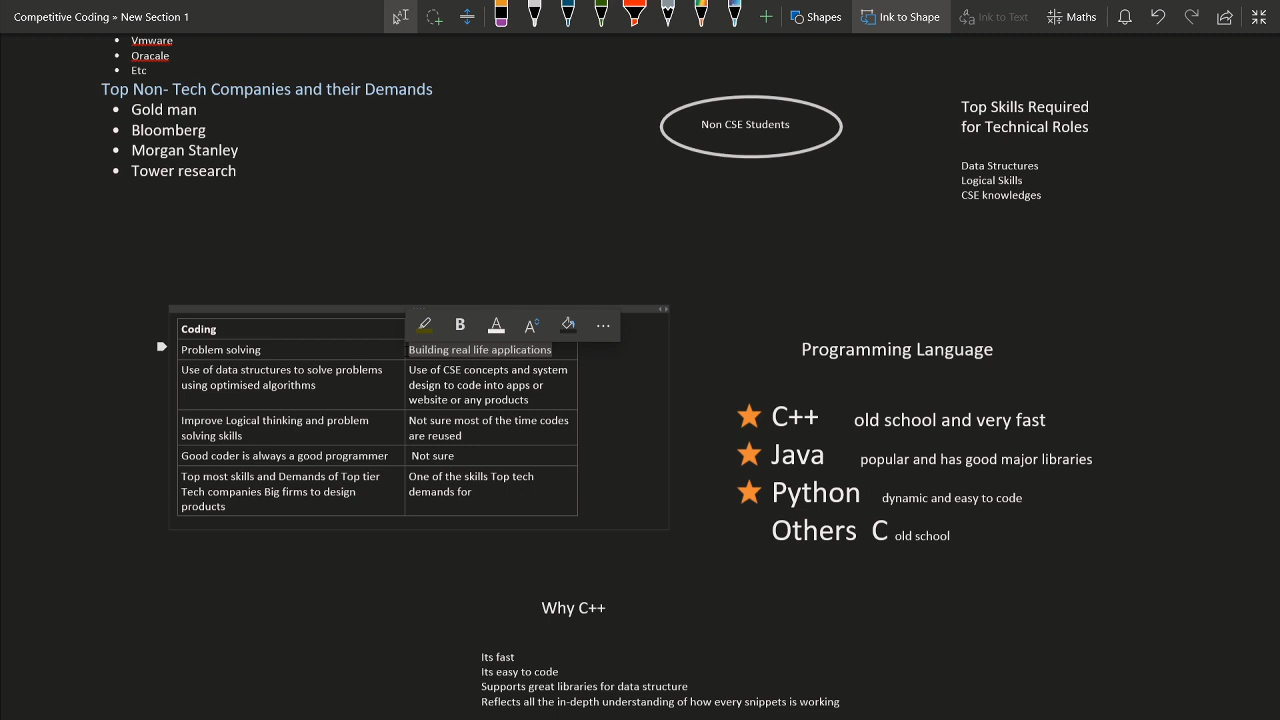 Competitive Coding » New Section 1
Shapes
Ink to Shape
Ink to Text
Maths
Vmware
Oracale
Etc
Top Non- Tech Companies and their Demands
Gold man
Bloomberg
Morgan Stanley
Tower research
Non CSE Students
Top Skills Required
for Technical Roles
Data Structures
Logical Skills
CSE knowledges
B A A ...
Coding
Problem solving
Building real life applications
Use of data structures to solve problems
using optimised algorithms
Use of CSE concepts and system
design to code into apps or
website or any products
Improve Logical thinking and problem
solving skills
Not sure most of the time codes
are reused
Good coder is always a good programmer
Not sure
Top most skills and Demands of Top tier
Tech companies Big firms to design
products
One of the skills Top tech
demands for
Programming Language
C++ old school and very fast
Java popular and has good major libraries
Python dynamic and easy to code
Others C old school
Why C++
Its fast
Its easy to code
Supports great libraries for data structure
Reflects all the in-depth understanding of how every snippets is working